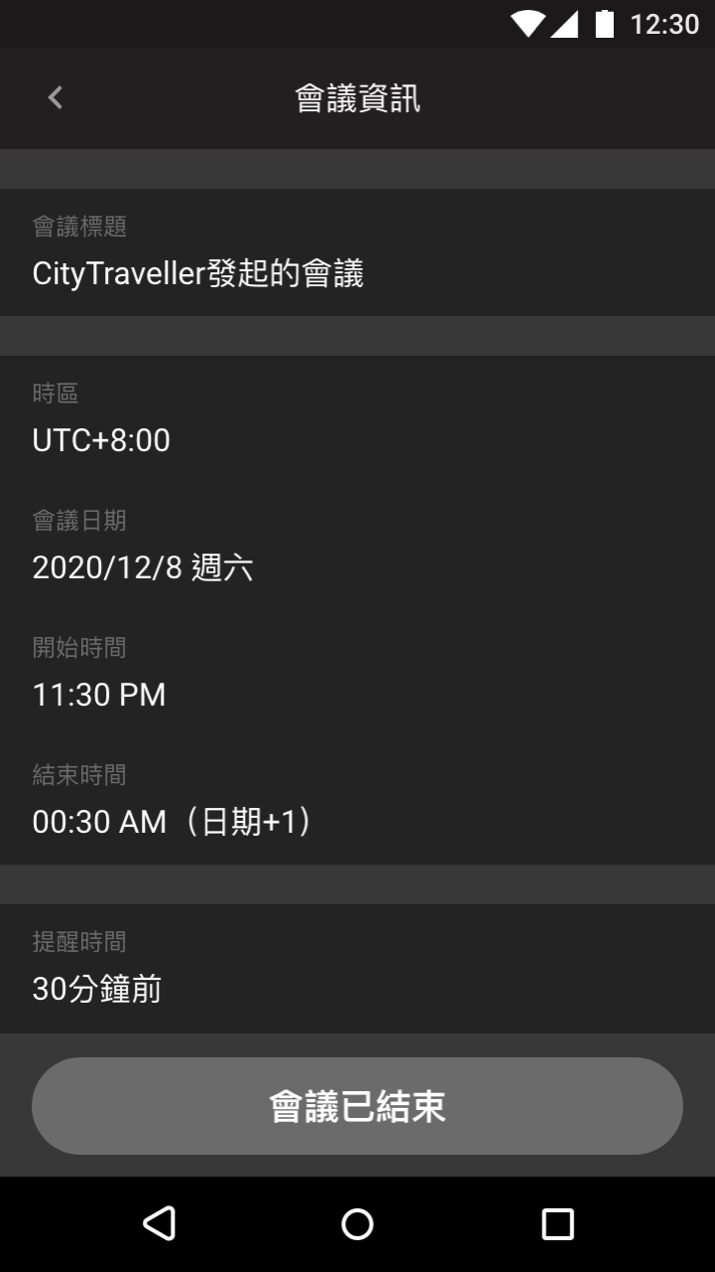 12:30
會議資訊
會議標題
CityTraveller發起的會議
時區
UTC+8:00
會議日期
2020/12/8 週六
開始時間
11:30 PM
結束時間
00:30 AM（日期+1）
提醒時間
30分鐘前
會議已結束